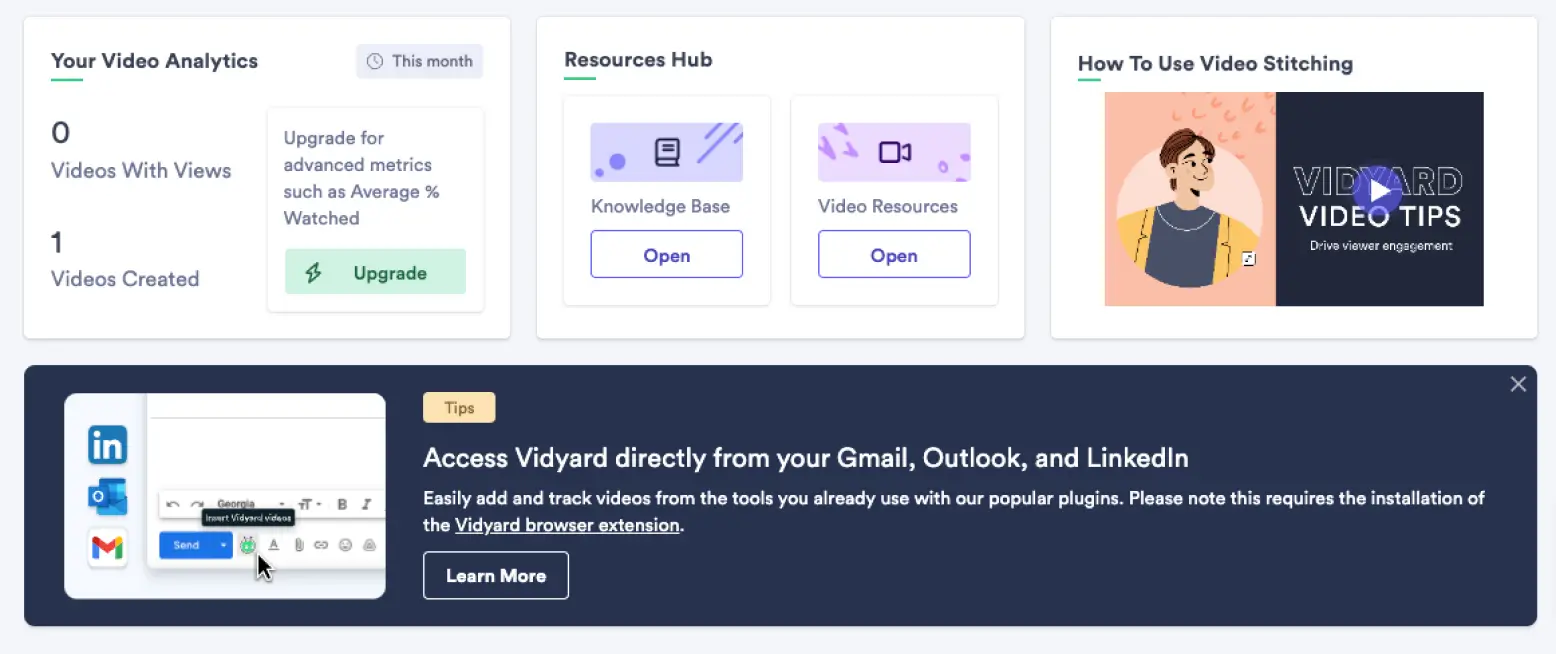 Your Video Analytics
This month
0
Videos With Views
1
Videos Created
Upgrade for
advanced metrics
such as Average %
Watched
Upgrade
Resources Hub
Knowledge Base
Open
Video Resources
Open
How To Use Video Stitching
VIDYARD
VIDEO TIPS
Drive viewer engagement
in
Georgia
B I
Insert Vidyard videos
Send
A
Tips
Access Vidyard directly from your Gmail, Outlook, and LinkedIn
Easily add and track videos from the tools you already use with our popular plugins. Please note this requires the installation of
the Vidyard browser extension.
Learn More